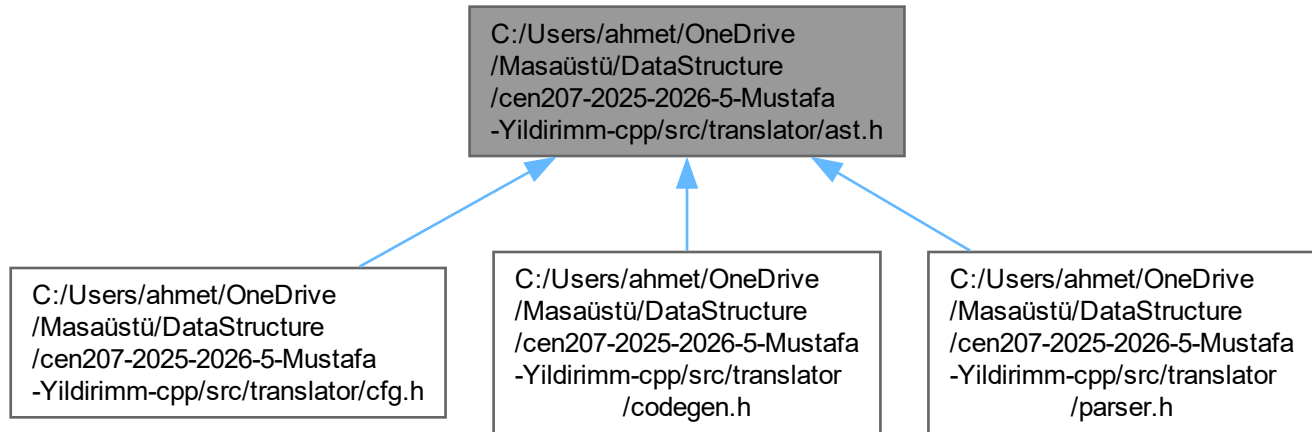 C:/Users/ahmet/OneDrive
/Masaüstü/DataStructure
/cen207-2025-2026-5-Mustafa
-Yildirimm-cpp/src/translator/ast.h
C:/Users/ahmet/OneDrive
/Masaüstü/DataStructure
/cen207-2025-2026-5-Mustafa
-Yildirimm-cpp/src/translator/cfg.h
C:/Users/ahmet/OneDrive
/Masaüstü/DataStructure
/cen207-2025-2026-5-Mustafa
-Yildirimm-cpp/src/translator
/codegen.h
C:/Users/ahmet/OneDrive
/Masaüstü/DataStructure
/cen207-2025-2026-5-Mustafa
-Yildirimm-cpp/src/translator
/parser.h